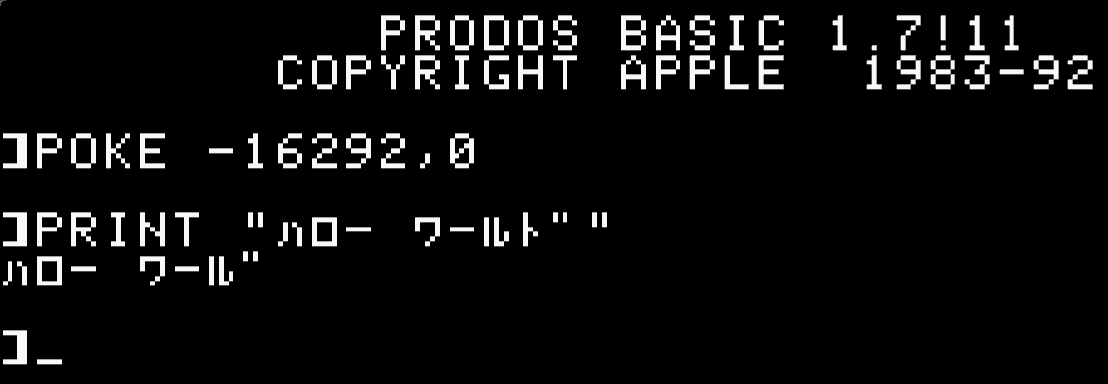 PRODOS BASIC 1.7!11
COPYRIGHT APPLE 1983-92
]POKE -16292,0
]PRINT "ハロー ワールド" "
ハロー ワール"
]_